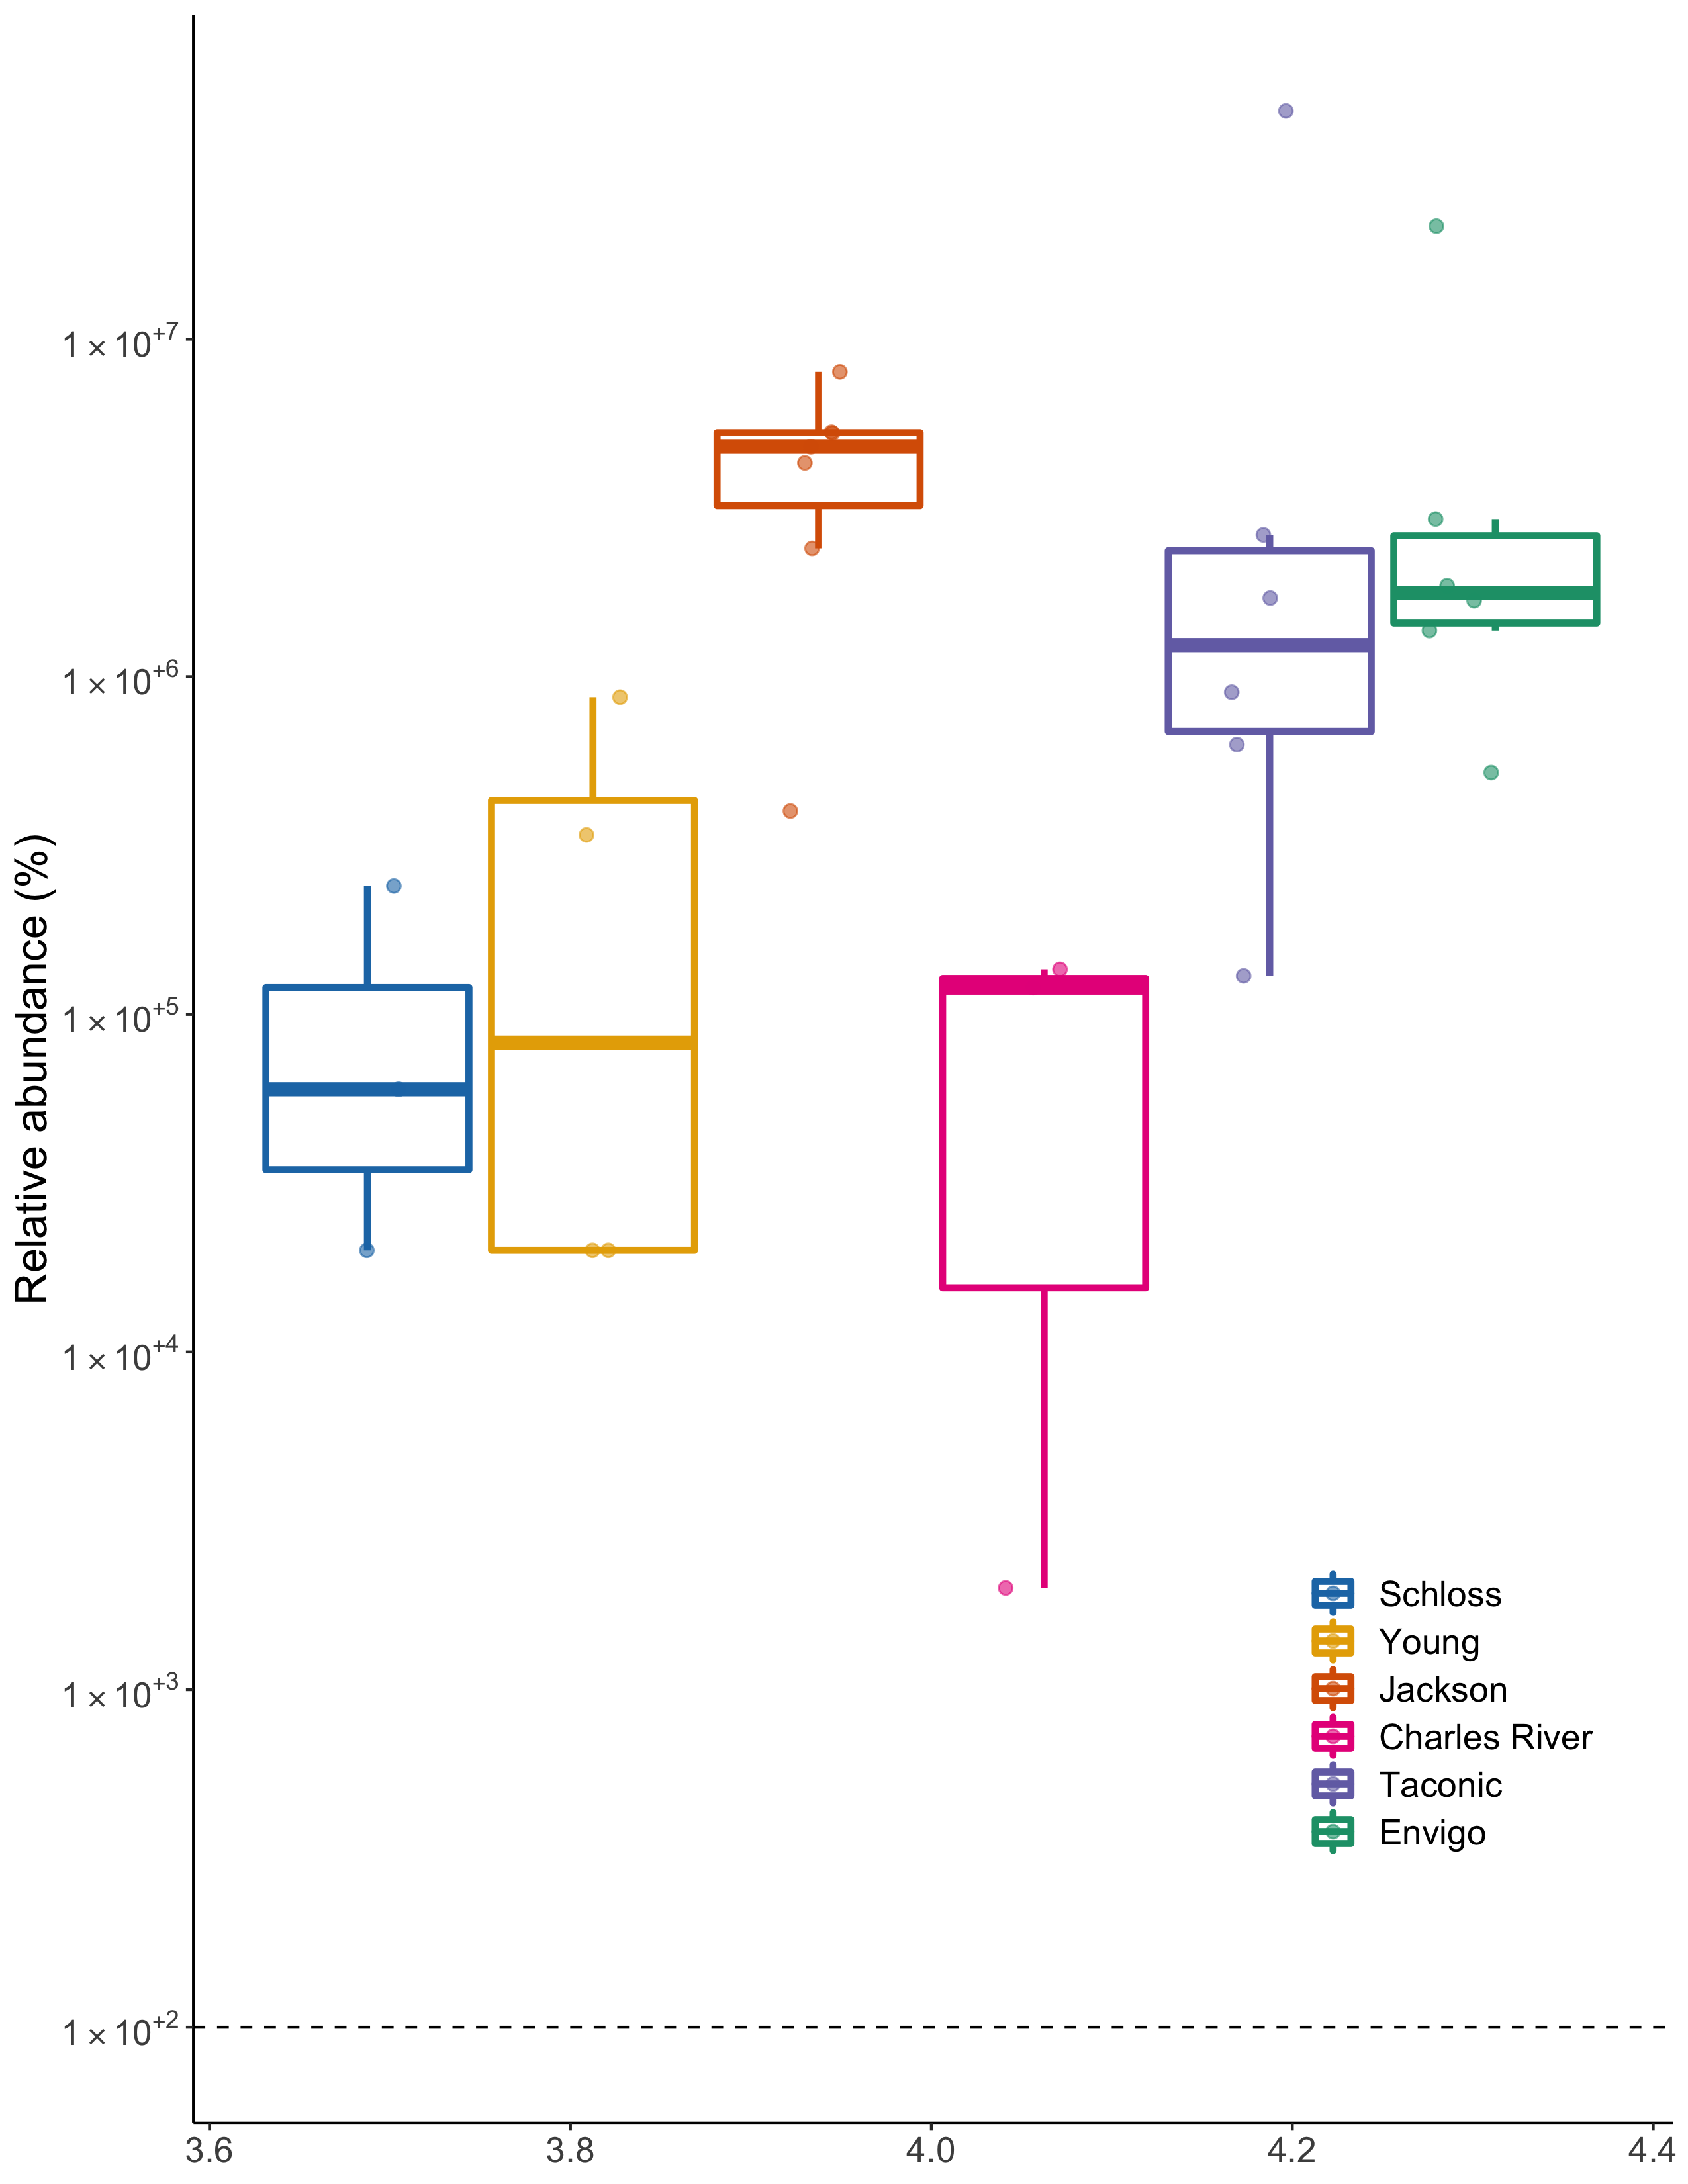 Relative abundance (%)
1×10+7
1×10+6
1×10+5
1×10+4
1×10+3
1×10+2
Schloss
Young
Jackson
Charles River
Taconic
Envigo
3.6 3.8 4.0 4.2 4.4